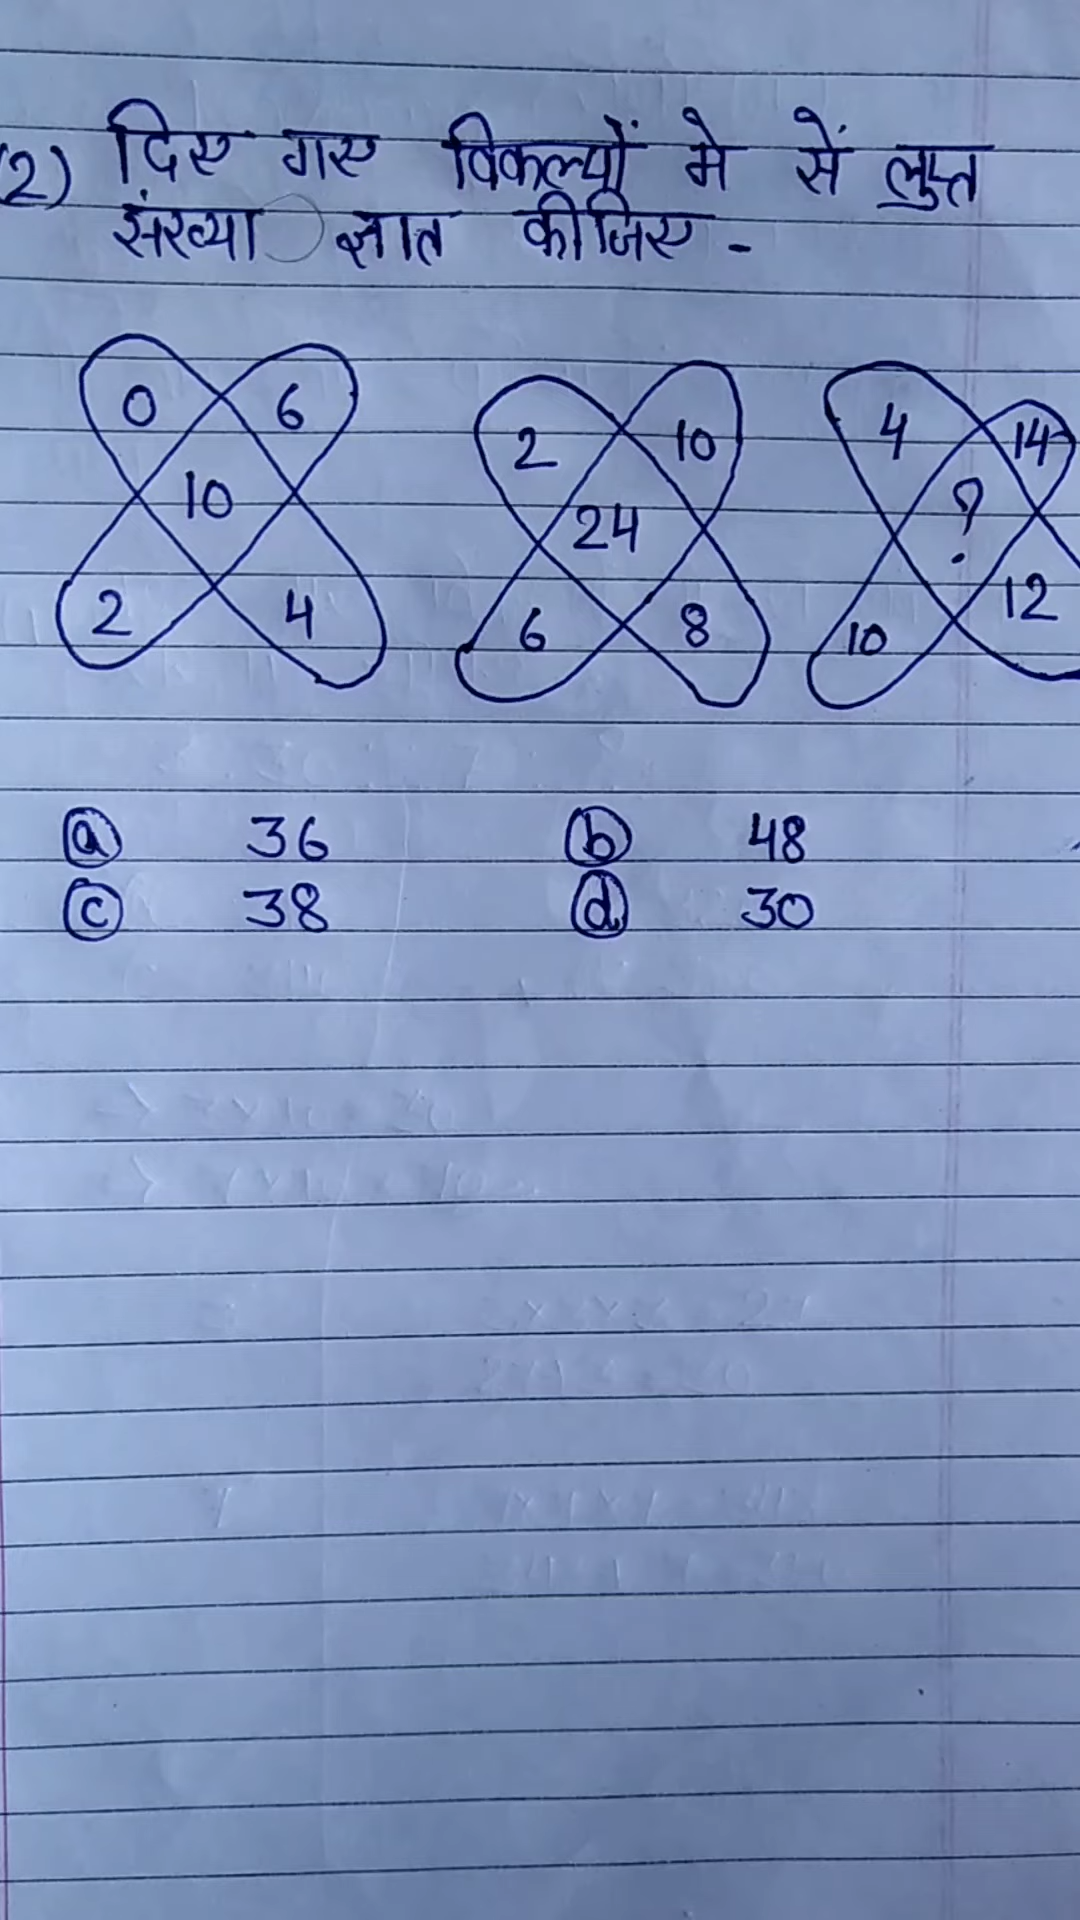 (2) दिए गए विकल्पों मे सें लुप्त
संख्या ज्ञात कीजिए -
0 6 2 10 4 14
10 24 ?
2 4 6 8 10 12
(a) 36 (b) 48
(c) 38 (d) 30